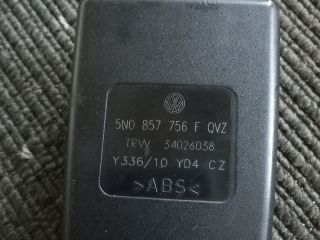 5N0 857 756 F QVZ
TRW 34026038
Y336/10 YD4 CZ
>ABS<